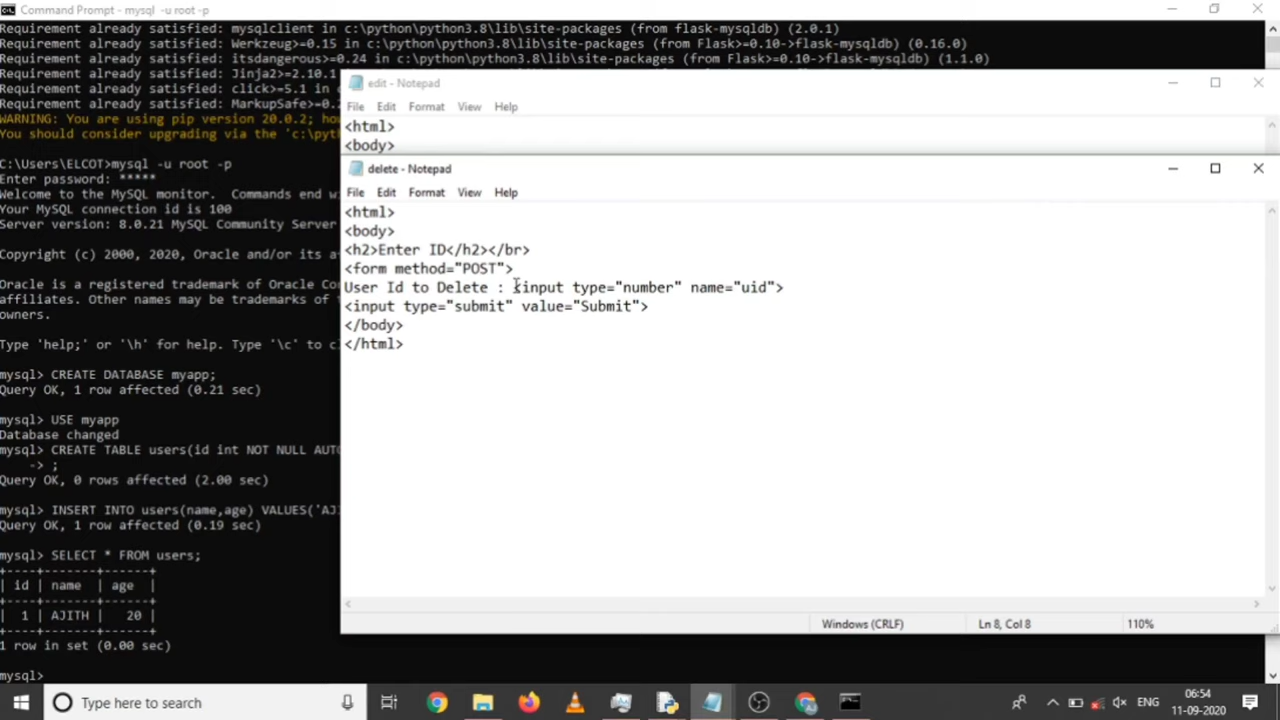 Command Prompt - mysql -u root -p
Requirement already satisfied: mysqlclient in c:\python\python3.8\lib\site-packages (from flask-mysqldb) (2.0.1)
Requirement already satisfied: Werkzeug>=0.15 in c:\python\python3.8\lib\site-packages (from Flask>=0.10->flask-mysqldb) (0.16.0)
Requirement already satisfied: itsdangerous>=0.24 in c:\python\python3.8\lib\site-packages (from Flask>=0.10->flask-mysqldb) (1.1.0)
Requirement already satisfied: Jinja2>=2.10.1
Requirement already satisfied: click>=5.1 in
Requirement already satisfied: MarkupSafe>=0.
WARNING: You are using pip version 20.0.2;
You should consider upgrading via the 'c:\pyt
C:\Users\ELCOT>mysql -u root -p
Enter password: *****
Welcome to the MySQL monitor. Commands end
Your MySQL connection id is 100
Server version: 8.0.21 MySQL Community Server
Copyright (c) 2000, 2020, Oracle and/or its
Oracle is a registered trademark of Oracle Co
affiliates. Other names may be trademarks of
owners.
Type 'help;' or '\h' for help. Type '\c' to
mysql> CREATE DATABASE myapp;
Query OK, 1 row affected (0.21 sec)
mysql> USE myapp
Database changed
mysql> CREATE TABLE users(id int NOT NULL AUTO
-> ;
Query OK, 0 rows affected (2.00 sec)
mysql> INSERT INTO users(name,age) VALUES('AJ
Query OK, 1 row affected (0.19 sec)
mysql> SELECT * FROM users;
+----+-------+------+
| id | name | age |
+----+-------+------+
| 1 | AJITH | 20 |
+----+-------+------+
1 row in set (0.00 sec)
mysql>
edit - Notepad
File Edit Format View Help
<html>
<body>
delete - Notepad
File Edit Format View Help
<html>
<body>
<h2>Enter ID</h2></br>
<form method="POST">
User Id to Delete : <input type="number" name="uid">
<input type="submit" value="Submit">
</body>
</html>
Windows (CRLF) Ln 8, Col 8 110%
Type here to search
ENG
06:54
11-09-2020